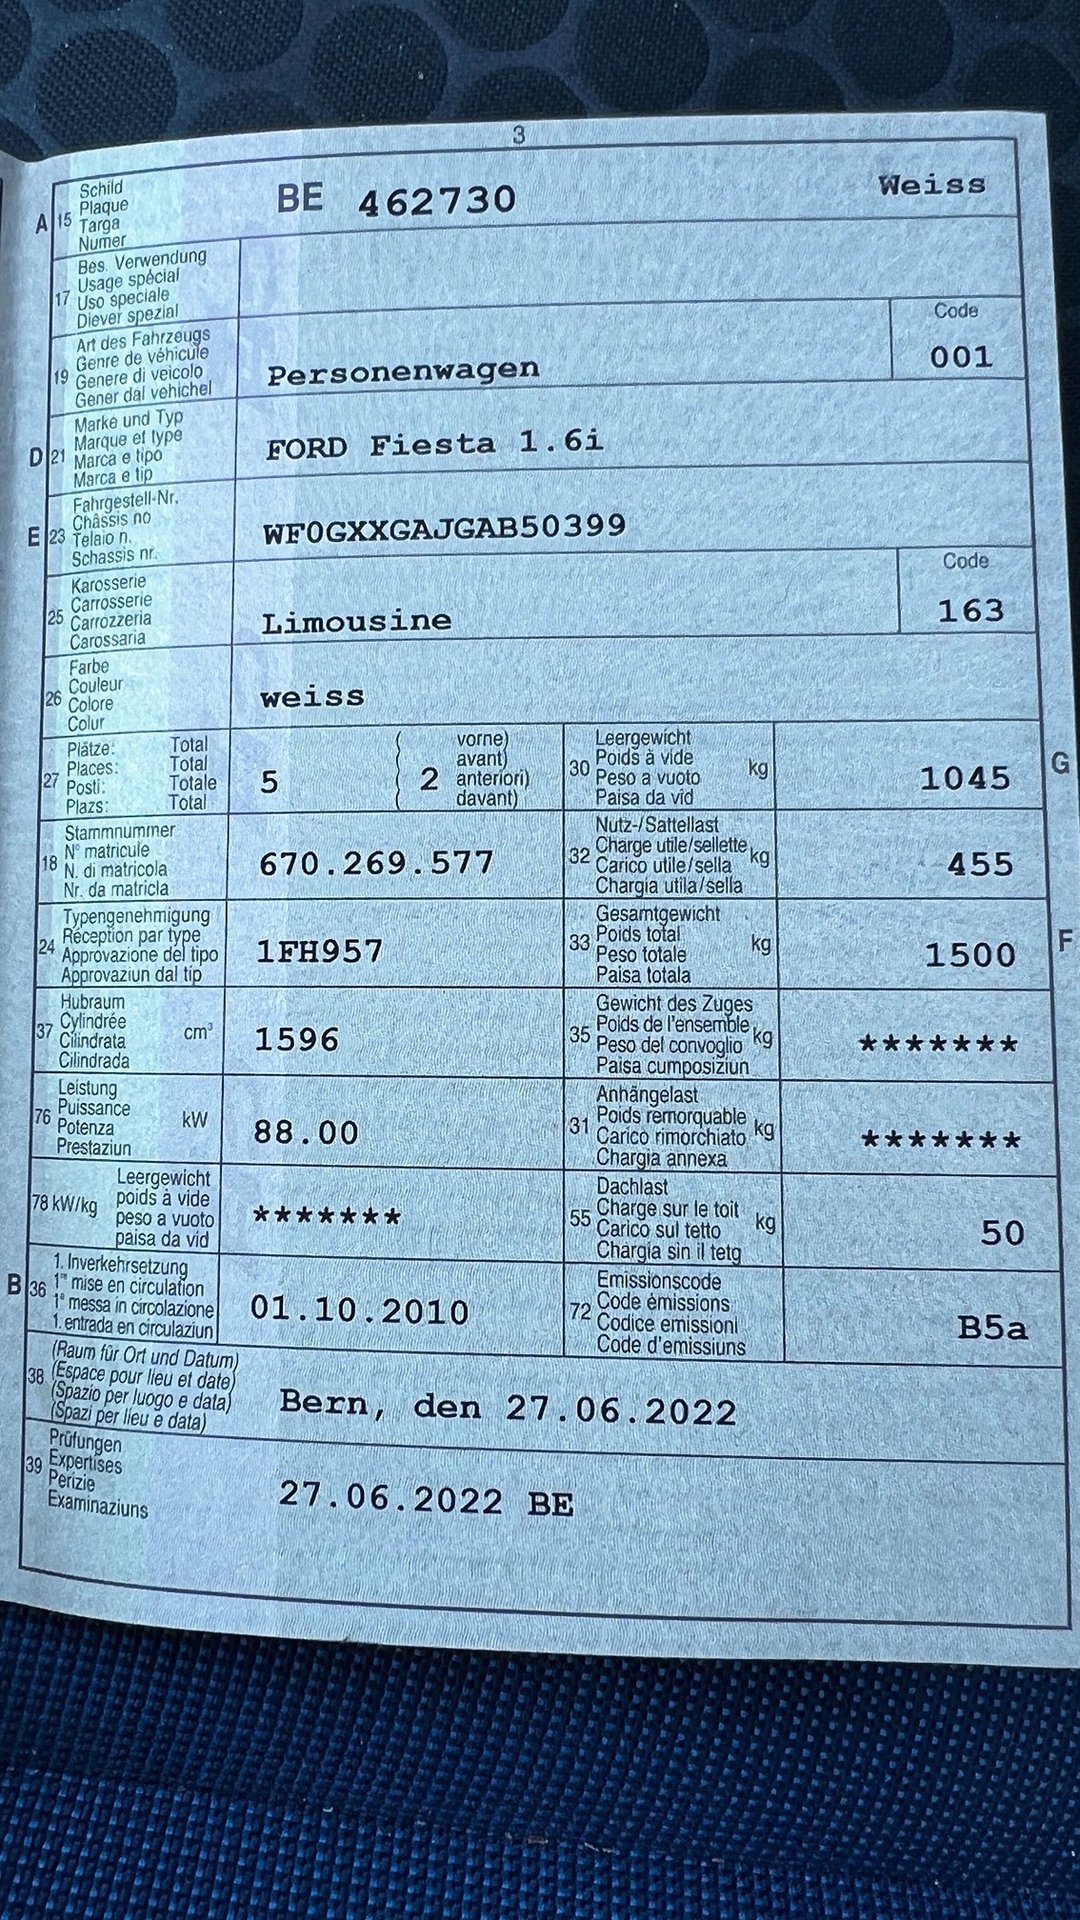 3
A 15 Schild
Plaque
Targa
Numer
BE 462730 Weiss
17 Bes. Verwendung
Usage spécial
Uso speciale
Diever spezial
19 Art des Fahrzeugs
Genre de véhicule
Genere di veicolo
Gener dal vehichel
Personenwagen
Code
001
D 21 Marke und Typ
Marque et type
Marca e tipo
Marca e tip
FORD Fiesta 1.6i
E 23 Fahrgestell-Nr.
Châssis no
Telaio n.
Schassis nr.
WF0GXXGAJGAB50399
25 Karosserie
Carrosserie
Carrozzeria
Carossaria
Limousine
Code
163
26 Farbe
Couleur
Colore
Colur
weiss
27 Plätze: Total
Places: Total
Posti: Totale
Plazs: Total
5
( vorne)
( avant)
( 2 anteriori)
( davant)
30 Leergewicht
Poids à vide
Peso a vuoto
Paisa da vid
kg
1045
G
18 Stammnummer
N° matricule
N. di matricola
Nr. da matricla
670.269.577
32 Nutz-/Sattellast
Charge utile/sellette
Carico utile/sella
Chargia utila/sella
kg
455
24 Typengenehmigung
Réception par type
Approvazione del tipo
Approvaziun dal tip
1FH957
33 Gesamtgewicht
Poids total
Peso totale
Paisa totala
kg
1500
F
37 Hubraum
Cylindrée
Cilindrata
Cilindrada
cm³
1596
35 Gewicht des Zuges
Poids de l'ensemble
Peso del convoglio
Paisa cumposiziun
kg
*******
76 Leistung
Puissance
Potenza
Prestaziun
kW
88.00
31 Anhängelast
Poids remorquable
Carico rimorchiato
Chargia annexa
kg
*******
78 kW/kg Leergewicht
poids à vide
peso a vuoto
paisa da vid
*******
55 Dachlast
Charge sur le toit
Carico sul tetto
Chargia sin il tetg
kg
50
B 36 1. Inverkehrsetzung
1re mise en circulation
1a messa in circolazione
1. entrada en circulaziun
01.10.2010
72 Emissionscode
Code émissions
Codice emissioni
Code d'emissiuns
B5a
38 (Raum für Ort und Datum)
(Espace pour lieu et date)
(Spazio per luogo e data)
(Spazi per lieu e data)
Bern, den 27.06.2022
39 Prüfungen
Expertises
Perizie
Examinaziuns
27.06.2022 BE